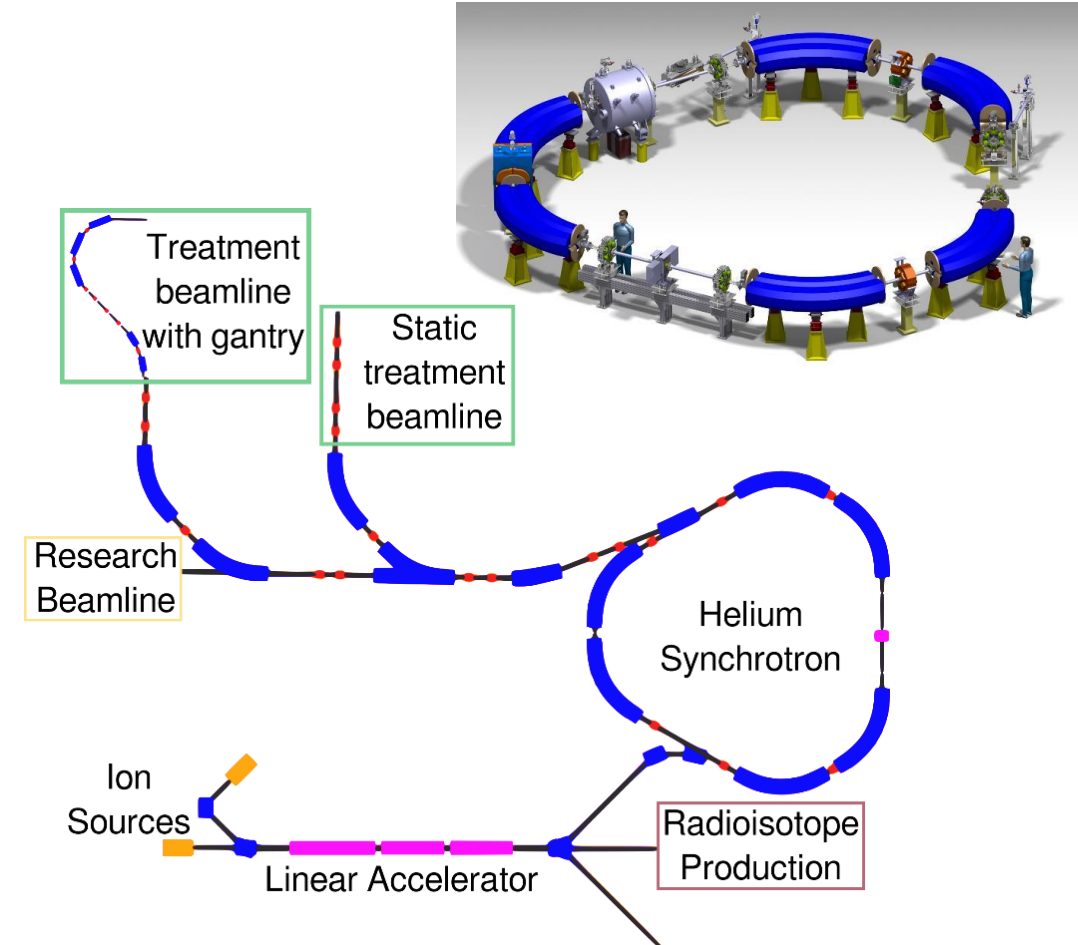 Treatment
beamline
with gantry
Static
treatment
beamline
Research
Beamline
Helium
Synchrotron
Ion
Sources
Linear Accelerator
Radioisotope
Production